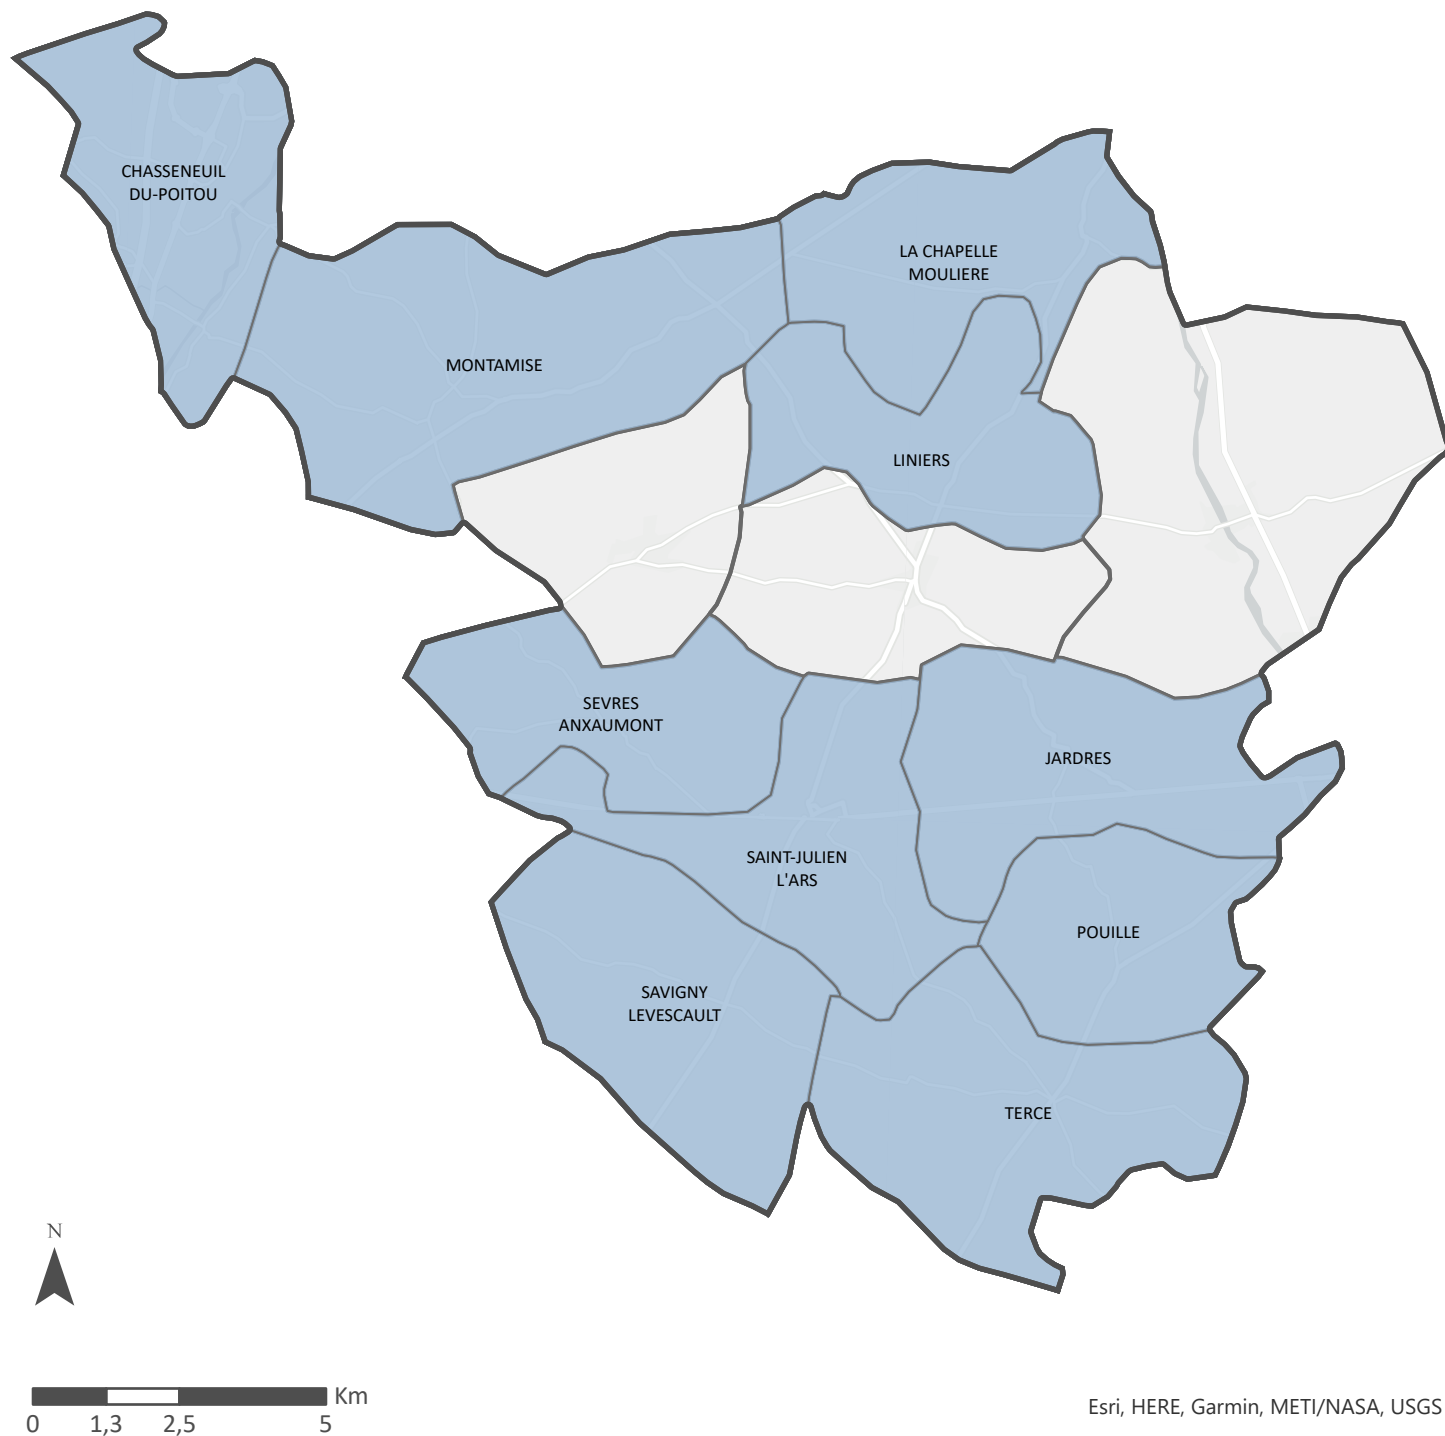 CHASSENEUIL
DU-POITOU
LA CHAPELLE
MOULIERE
MONTAMISE
LINIERS
SEVRES
ANXAUMONT
JARDRES
SAINT-JULIEN
L'ARS
POUILLE
SAVIGNY
LEVESCAULT
TERCE
N
Km
0 1,3 2,5 5
Esri, HERE, Garmin, METI/NASA, USGS